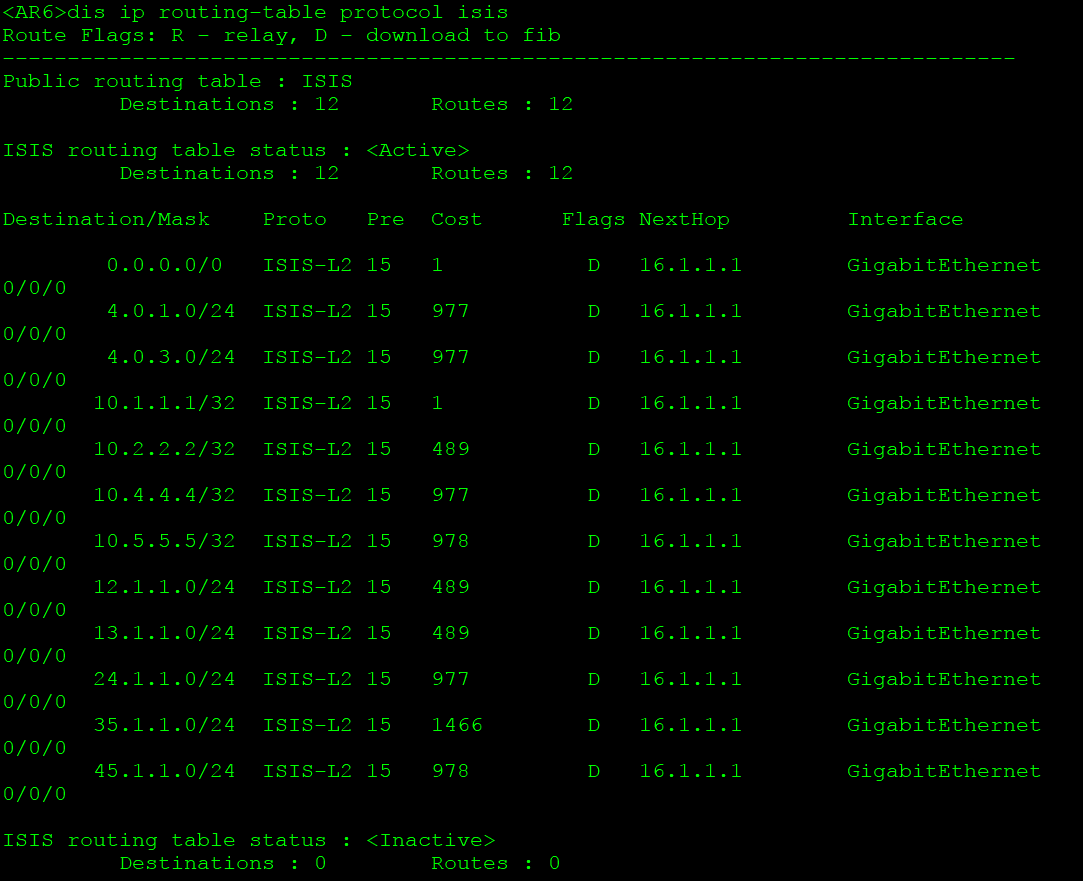 <AR6>dis ip routing-table protocol isis
Route Flags: R - relay, D - download to fib
------------------------------------------------------------------------------
Public routing table : ISIS
         Destinations : 12       Routes : 12

ISIS routing table status : <Active>
         Destinations : 12       Routes : 12

Destination/Mask    Proto   Pre  Cost      Flags NextHop         Interface

        0.0.0.0/0   ISIS-L2 15   1           D   16.1.1.1        GigabitEthernet
0/0/0
        4.0.1.0/24  ISIS-L2 15   977         D   16.1.1.1        GigabitEthernet
0/0/0
        4.0.3.0/24  ISIS-L2 15   977         D   16.1.1.1        GigabitEthernet
0/0/0
       10.1.1.1/32  ISIS-L2 15   1           D   16.1.1.1        GigabitEthernet
0/0/0
       10.2.2.2/32  ISIS-L2 15   489         D   16.1.1.1        GigabitEthernet
0/0/0
       10.4.4.4/32  ISIS-L2 15   977         D   16.1.1.1        GigabitEthernet
0/0/0
       10.5.5.5/32  ISIS-L2 15   978         D   16.1.1.1        GigabitEthernet
0/0/0
       12.1.1.0/24  ISIS-L2 15   489         D   16.1.1.1        GigabitEthernet
0/0/0
       13.1.1.0/24  ISIS-L2 15   489         D   16.1.1.1        GigabitEthernet
0/0/0
       24.1.1.0/24  ISIS-L2 15   977         D   16.1.1.1        GigabitEthernet
0/0/0
       35.1.1.0/24  ISIS-L2 15   1466        D   16.1.1.1        GigabitEthernet
0/0/0
       45.1.1.0/24  ISIS-L2 15   978         D   16.1.1.1        GigabitEthernet
0/0/0

ISIS routing table status : <Inactive>
         Destinations : 0        Routes : 0